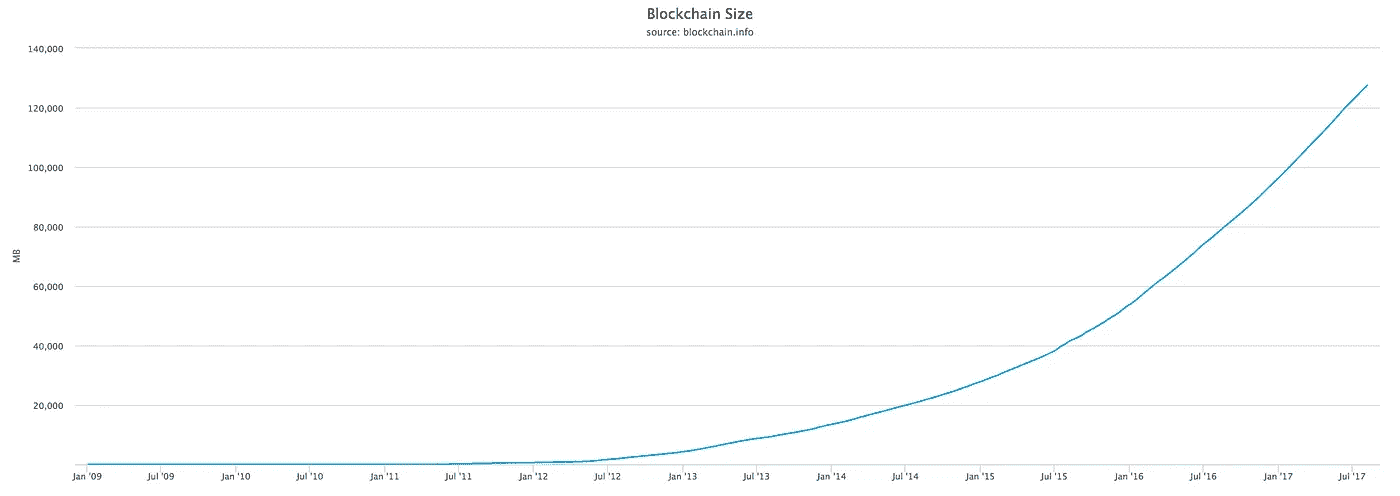 Blockchain Size
source: blockchain.info
140,000
120,000
100,000
80,000
60,000
40,000
20,000
MB
Jan '09 Jul '09 Jan '10 Jul '10 Jan '11 Jul '11 Jan '12 Jul '12 Jan '13 Jul '13 Jan '14 Jul '14 Jan '15 Jul '15 Jan '16 Jul '16 Jan '17 Jul '17